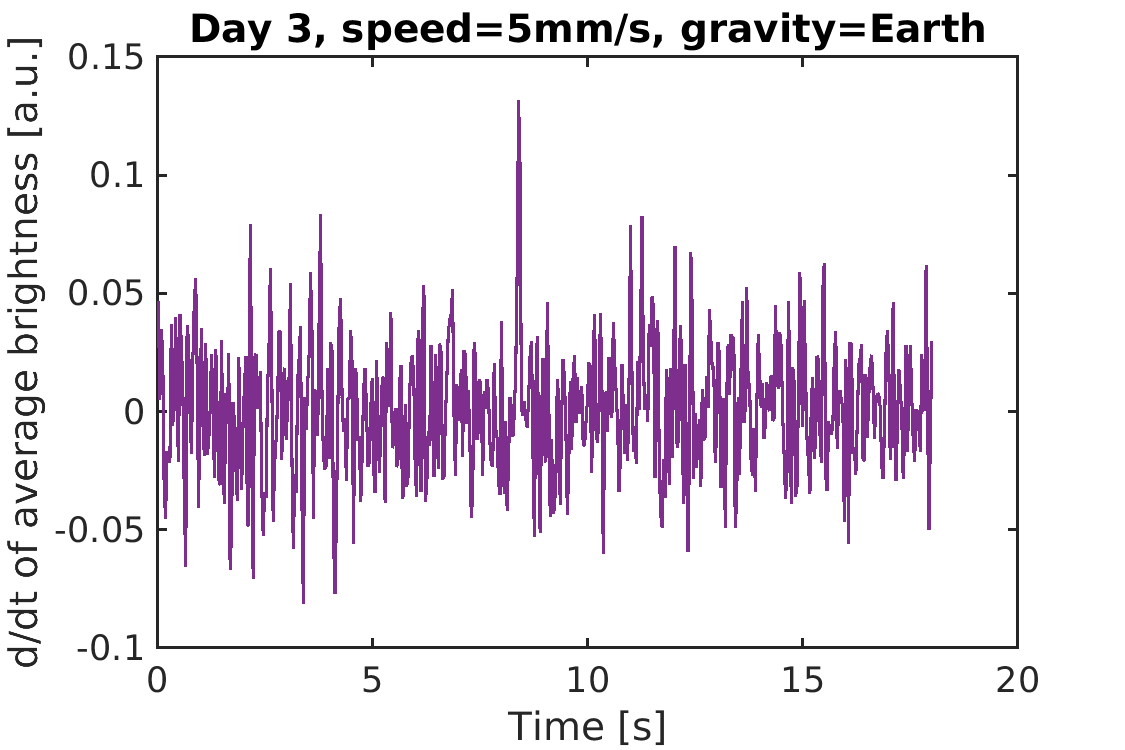 Day 3, speed=5mm/s, gravity=Earth
d/dt of average brightness [a.u.]
0.15
0.1
0.05
0
-0.05
-0.1
0 5 10 15 20
Time [s]